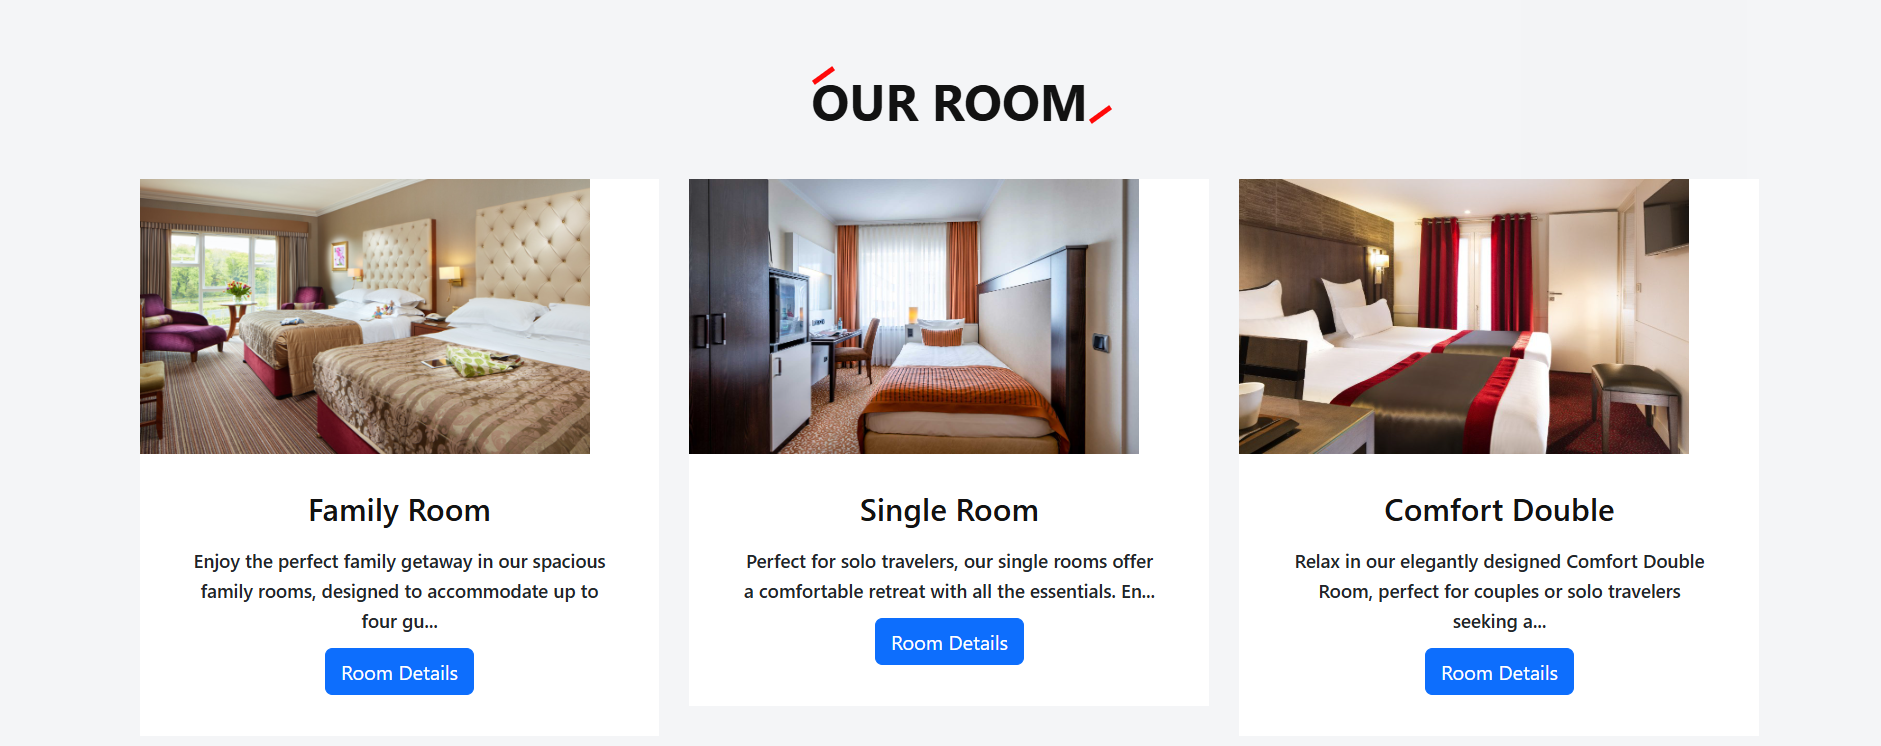 OUR ROOM
Family Room
Enjoy the perfect family getaway in our spacious
family rooms, designed to accommodate up to
four gu...
Room Details
Single Room
Perfect for solo travelers, our single rooms offer
a comfortable retreat with all the essentials. En...
Room Details
Comfort Double
Relax in our elegantly designed Comfort Double
Room, perfect for couples or solo travelers
seeking a...
Room Details